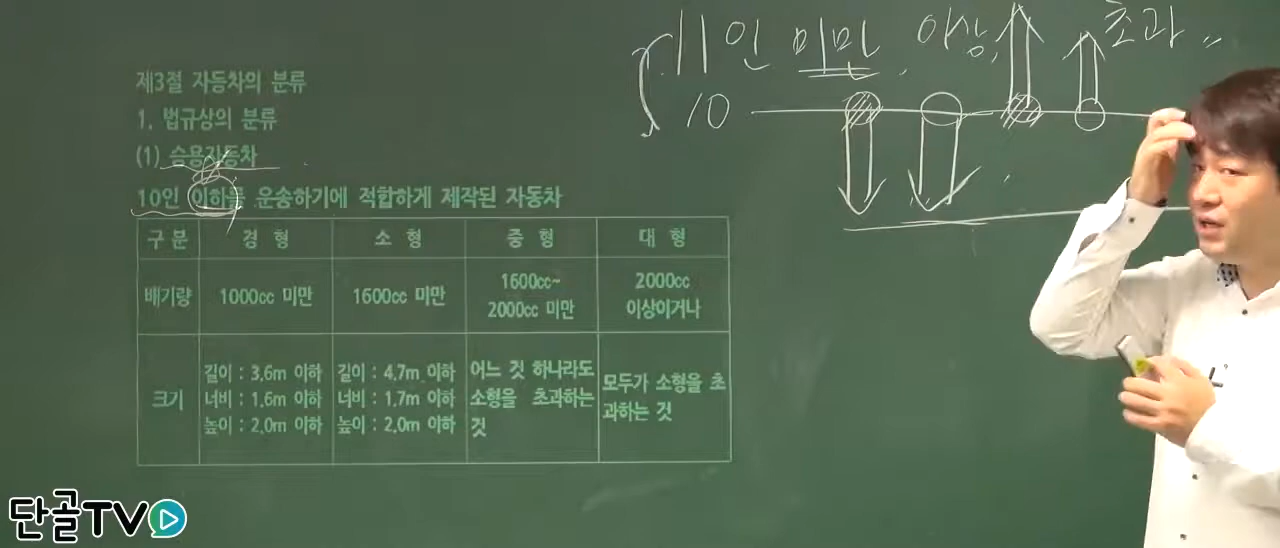 제3절 자동차의 분류
1. 법규상의 분류
(1) 승용자동차
10인 이하를 운송하기에 적합하게 제작된 자동차
구분 경 형 소 형 중 형 대 형
배기량 1000cc 미만 1600cc 미만 1600cc~ 2000cc 미만 2000cc 이상이거나
크기 길이 : 3.6m 이하 너비 : 1.6m 이하 높이 : 2.0m 이하 길이 : 4.7m 이하 너비 : 1.7m 이하 높이 : 2.0m 이하 어느 것 하나라도 소형을 초과하는 것 모두가 소형을 초과하는 것
11인 미만, 이상, 초과
10
단골TV